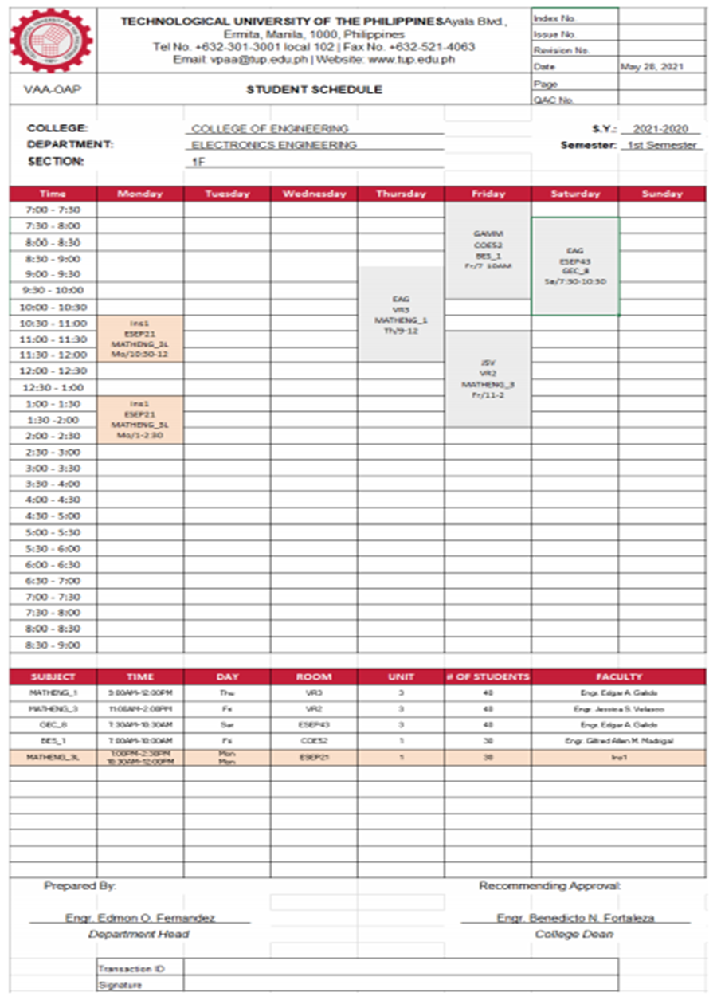 TECHNOLOGICAL UNIVERSITY OF THE PHILIPPINESAyala Blvd.,
Ermita, Manila, 1000, Philippines
Tel No. +632-301-3001 local 102 | Fax No. +632-521-4063
Email: vpaa@tup.edu.ph | Website: www.tup.edu.ph
Index No.
Issue No.
Revision No.
Date May 28, 2021
VAA-OAP
STUDENT SCHEDULE
Page
QAC No.
COLLEGE: COLLEGE OF ENGINEERING S.Y.: 2021-2020
DEPARTMENT: ELECTRONICS ENGINEERING Semester: 1st Semester
SECTION: 1F
Time Monday Tuesday Wednesday Thursday Friday Saturday Sunday
7:00 - 7:30
7:30 - 8:00
8:00 - 8:30
8:30 - 9:00
9:00 - 9:30
9:30 - 10:00
10:00 - 10:30
10:30 - 11:00
11:00 - 11:30
11:30 - 12:00
12:00 - 12:30
12:30 - 1:00
1:00 - 1:30
1:30 -2:00
2:00 - 2:30
2:30 - 3:00
3:00 - 3:30
3:30 - 4:00
4:00 - 4:30
4:30 - 5:00
5:00 - 5:30
5:30 - 6:00
6:00 - 6:30
6:30 - 7:00
7:00 - 7:30
7:30 - 8:00
8:00 - 8:30
8:30 - 9:00
Ins1
ESEP21
MATHENG_3L
Mo/10:30-12
Ins1
ESEP21
MATHENG_3L
Mo/1-2:30
EAG
VR3
MATHENG_1
Th/9-12
GAMM
COES2
BES_1
Fr/7-10AM
JSV
VR2
MATHENG_3
Fr/11-2
EAG
ESEP43
GEC_8
Sa/7:30-10:30
SUBJECT TIME DAY ROOM UNIT # OF STUDENTS FACULTY
MATHENG_1 9:00AM-12:00PM Thu VR3 3 40 Engr. Edgar A. Galido
MATHENG_3 11:00AM-2:00PM Fri VR2 3 40 Engr. Jessica S. Velasco
GEC_8 7:30AM-10:30AM Sat ESEP43 3 40 Engr. Edgar A. Galido
BES_1 7:00AM-10:00AM Fri COES2 1 30 Engr. Gilfred Allen M. Madrigal
MATHENG_3L 1:00PM-2:30PM Mon ESEP21 1 30 Ins1
10:30AM-12:00PM Mon
Prepared By: Recommending Approval:
Engr. Edmon O. Fernandez Engr. Benedicto N. Fortaleza
Department Head College Dean
Transaction ID
Signature